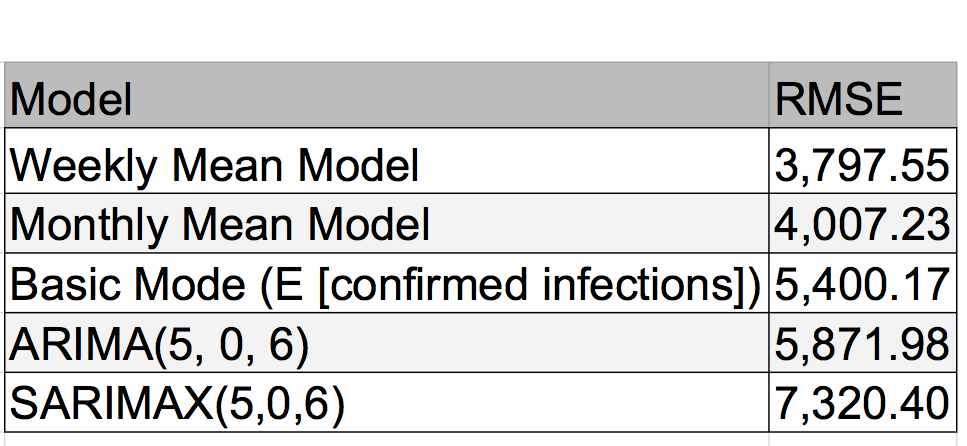 Model RMSE
Weekly Mean Model 3,797.55
Monthly Mean Model 4,007.23
Basic Mode (E [confirmed infections]) 5,400.17
ARIMA(5, 0, 6) 5,871.98
SARIMAX(5,0,6) 7,320.40